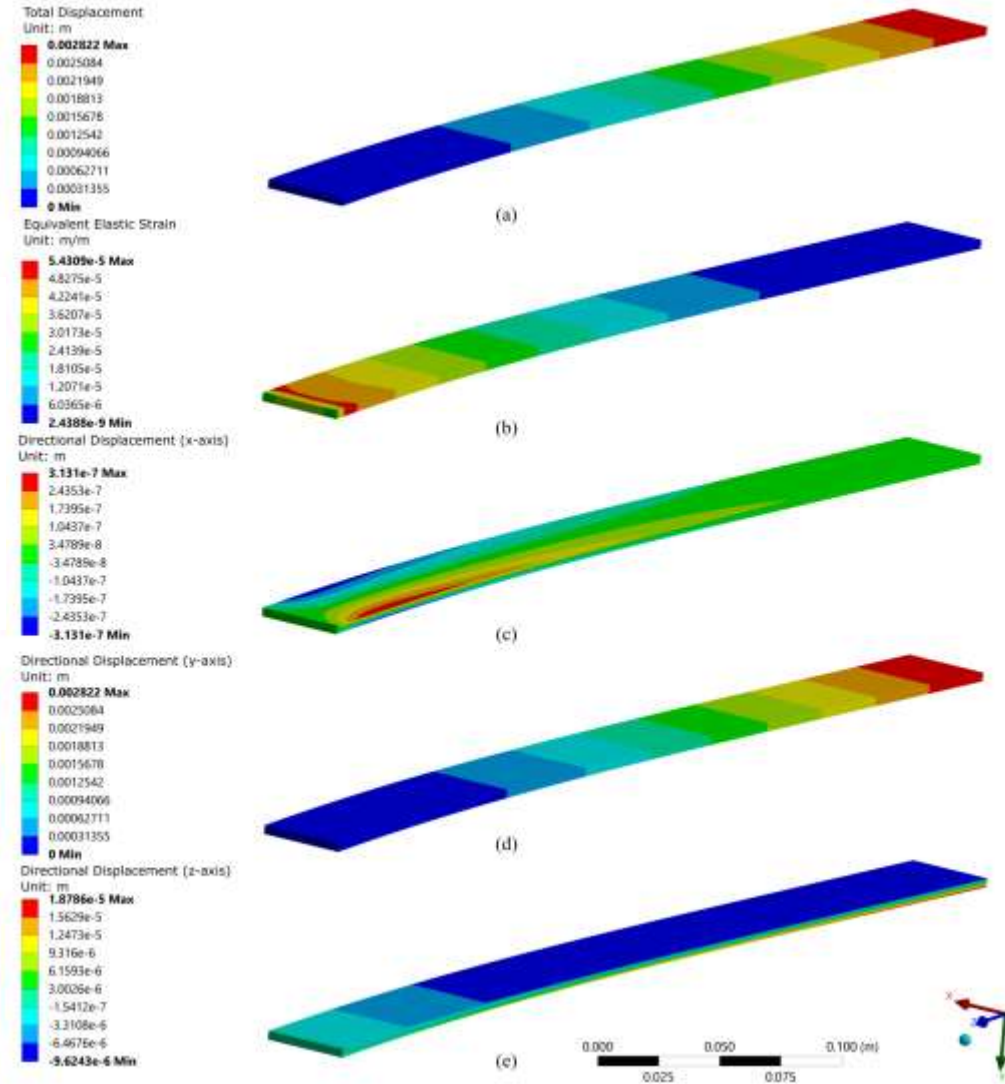 Total Displacement
Unit: m
0.002822 Max
0.0025084
0.0021949
0.0018813
0.0015678
0.0012542
0.00094066
0.00062711
0.00031355
0 Min
(a)
Equivalent Elastic Strain
Unit: m/m
5.4309e-5 Max
4.8275e-5
4.2241e-5
3.6207e-5
3.0173e-5
2.4139e-5
1.8105e-5
1.2071e-5
6.0365e-6
2.4388e-9 Min
(b)
Directional Displacement (x-axis)
Unit: m
3.131e-7 Max
2.4353e-7
1.7395e-7
1.0437e-7
3.4789e-8
-3.4789e-8
-1.0437e-7
-1.7395e-7
-2.4353e-7
-3.131e-7 Min
(c)
Directional Displacement (y-axis)
Unit: m
0.002822 Max
0.0025084
0.0021949
0.0018813
0.0015678
0.0012542
0.00094066
0.00062711
0.00031355
0 Min
(d)
Directional Displacement (z-axis)
Unit: m
1.8786e-5 Max
1.5629e-5
1.2473e-5
9.316e-6
6.1593e-6
3.0026e-6
-1.5412e-7
-3.3108e-6
-6.4676e-6
-9.6243e-6 Min
(e)
0.000 0.050 0.100 (m)
0.025 0.075
X